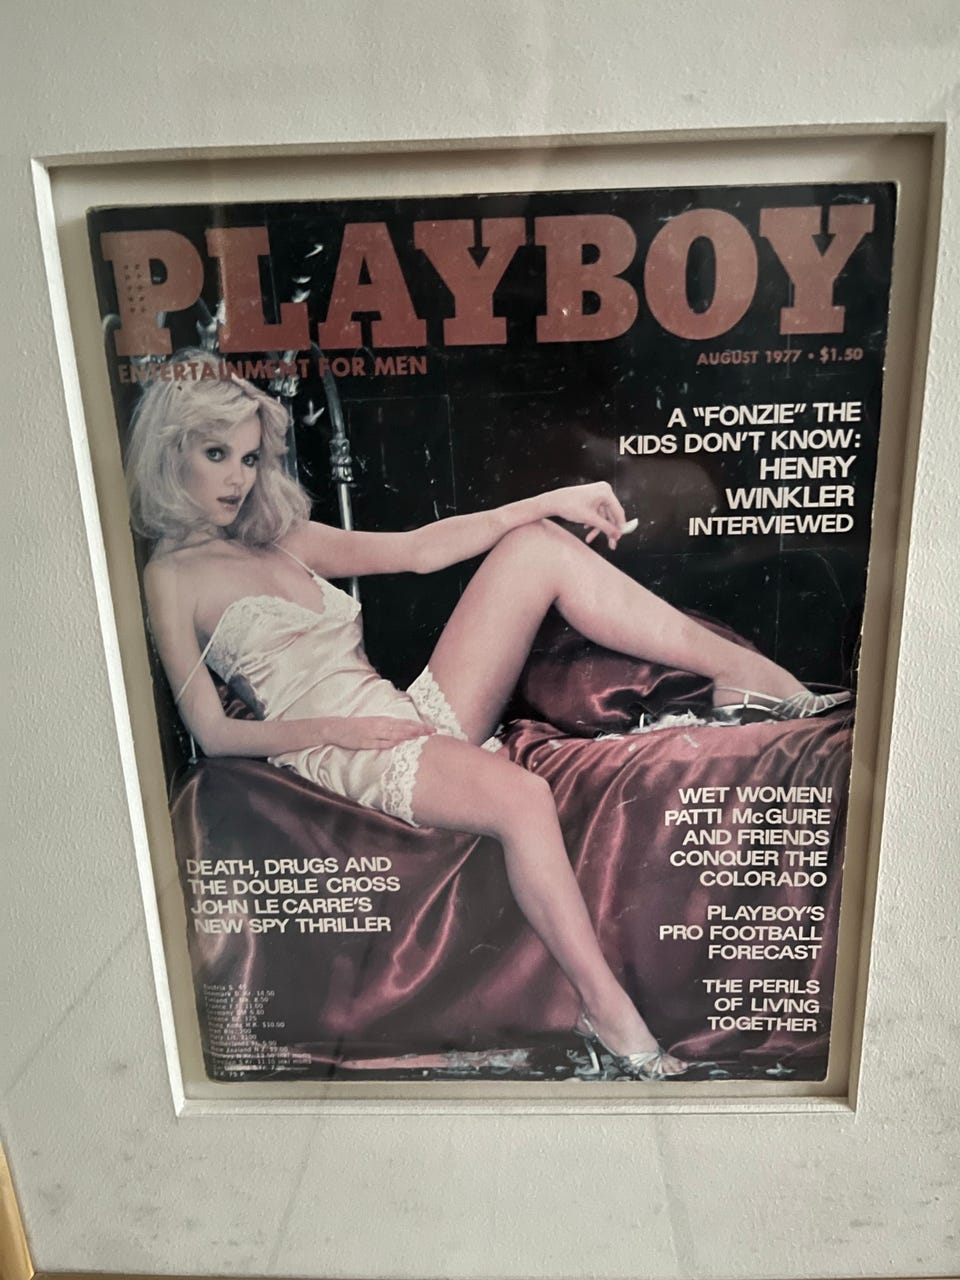 PLAYBOY
ENTERTAINMENT FOR MEN
AUGUST 1977 • $1.50
A "FONZIE" THE
KIDS DON'T KNOW:
HENRY
WINKLER
INTERVIEWED
WET WOMEN!
PATTI McGUIRE
AND FRIENDS
CONQUER THE
COLORADO
PLAYBOY'S
PRO FOOTBALL
FORECAST
THE PERILS
OF LIVING
TOGETHER
DEATH, DRUGS AND
THE DOUBLE CROSS
JOHN LE CARRE'S
NEW SPY THRILLER